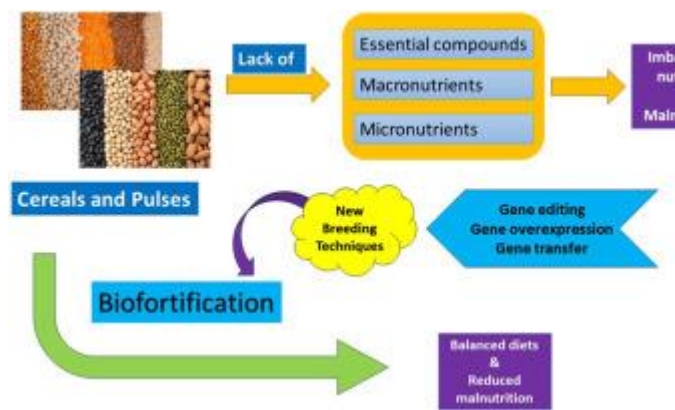 Lack of
Essential compounds
Macronutrients
Micronutrients
Cereals and Pulses
New
Breeding
Techniques
Gene editing
Gene overexpression
Gene transfer
Biofortification
Balanced diets
&
Reduced
malnutrition